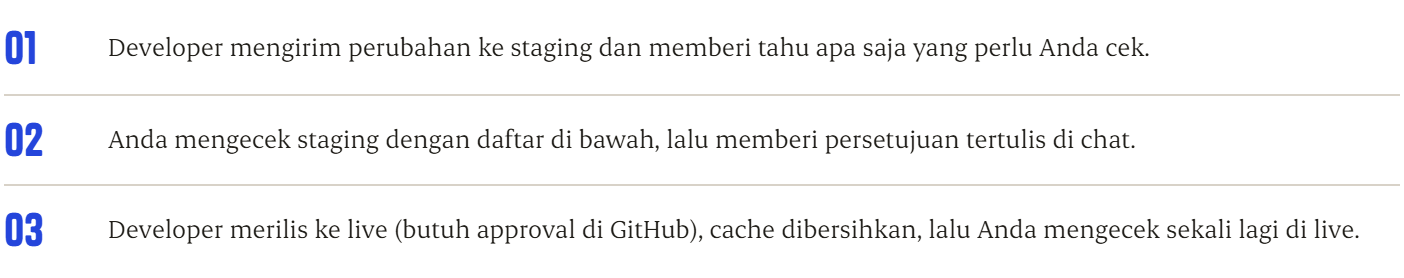 01 Developer mengirim perubahan ke staging dan memberi tahu apa saja yang perlu Anda cek.
02 Anda mengecek staging dengan daftar di bawah, lalu memberi persetujuan tertulis di chat.
03 Developer merilis ke live (butuh approval di GitHub), cache dibersihkan, lalu Anda mengecek sekali lagi di live.